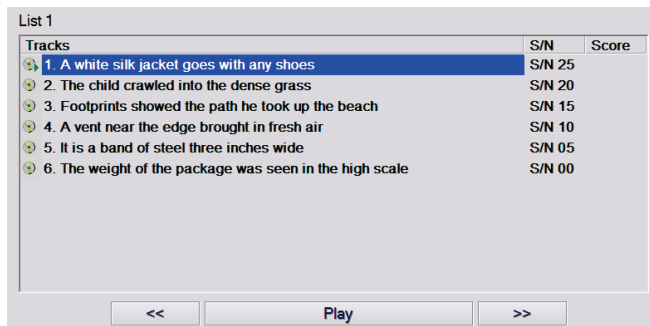 List 1
Tracks S/N Score
1. A white silk jacket goes with any shoes S/N 25
2. The child crawled into the dense grass S/N 20
3. Footprints showed the path he took up the beach S/N 15
4. A vent near the edge brought in fresh air S/N 10
5. It is a band of steel three inches wide S/N 05
6. The weight of the package was seen in the high scale S/N 00
<< Play >>